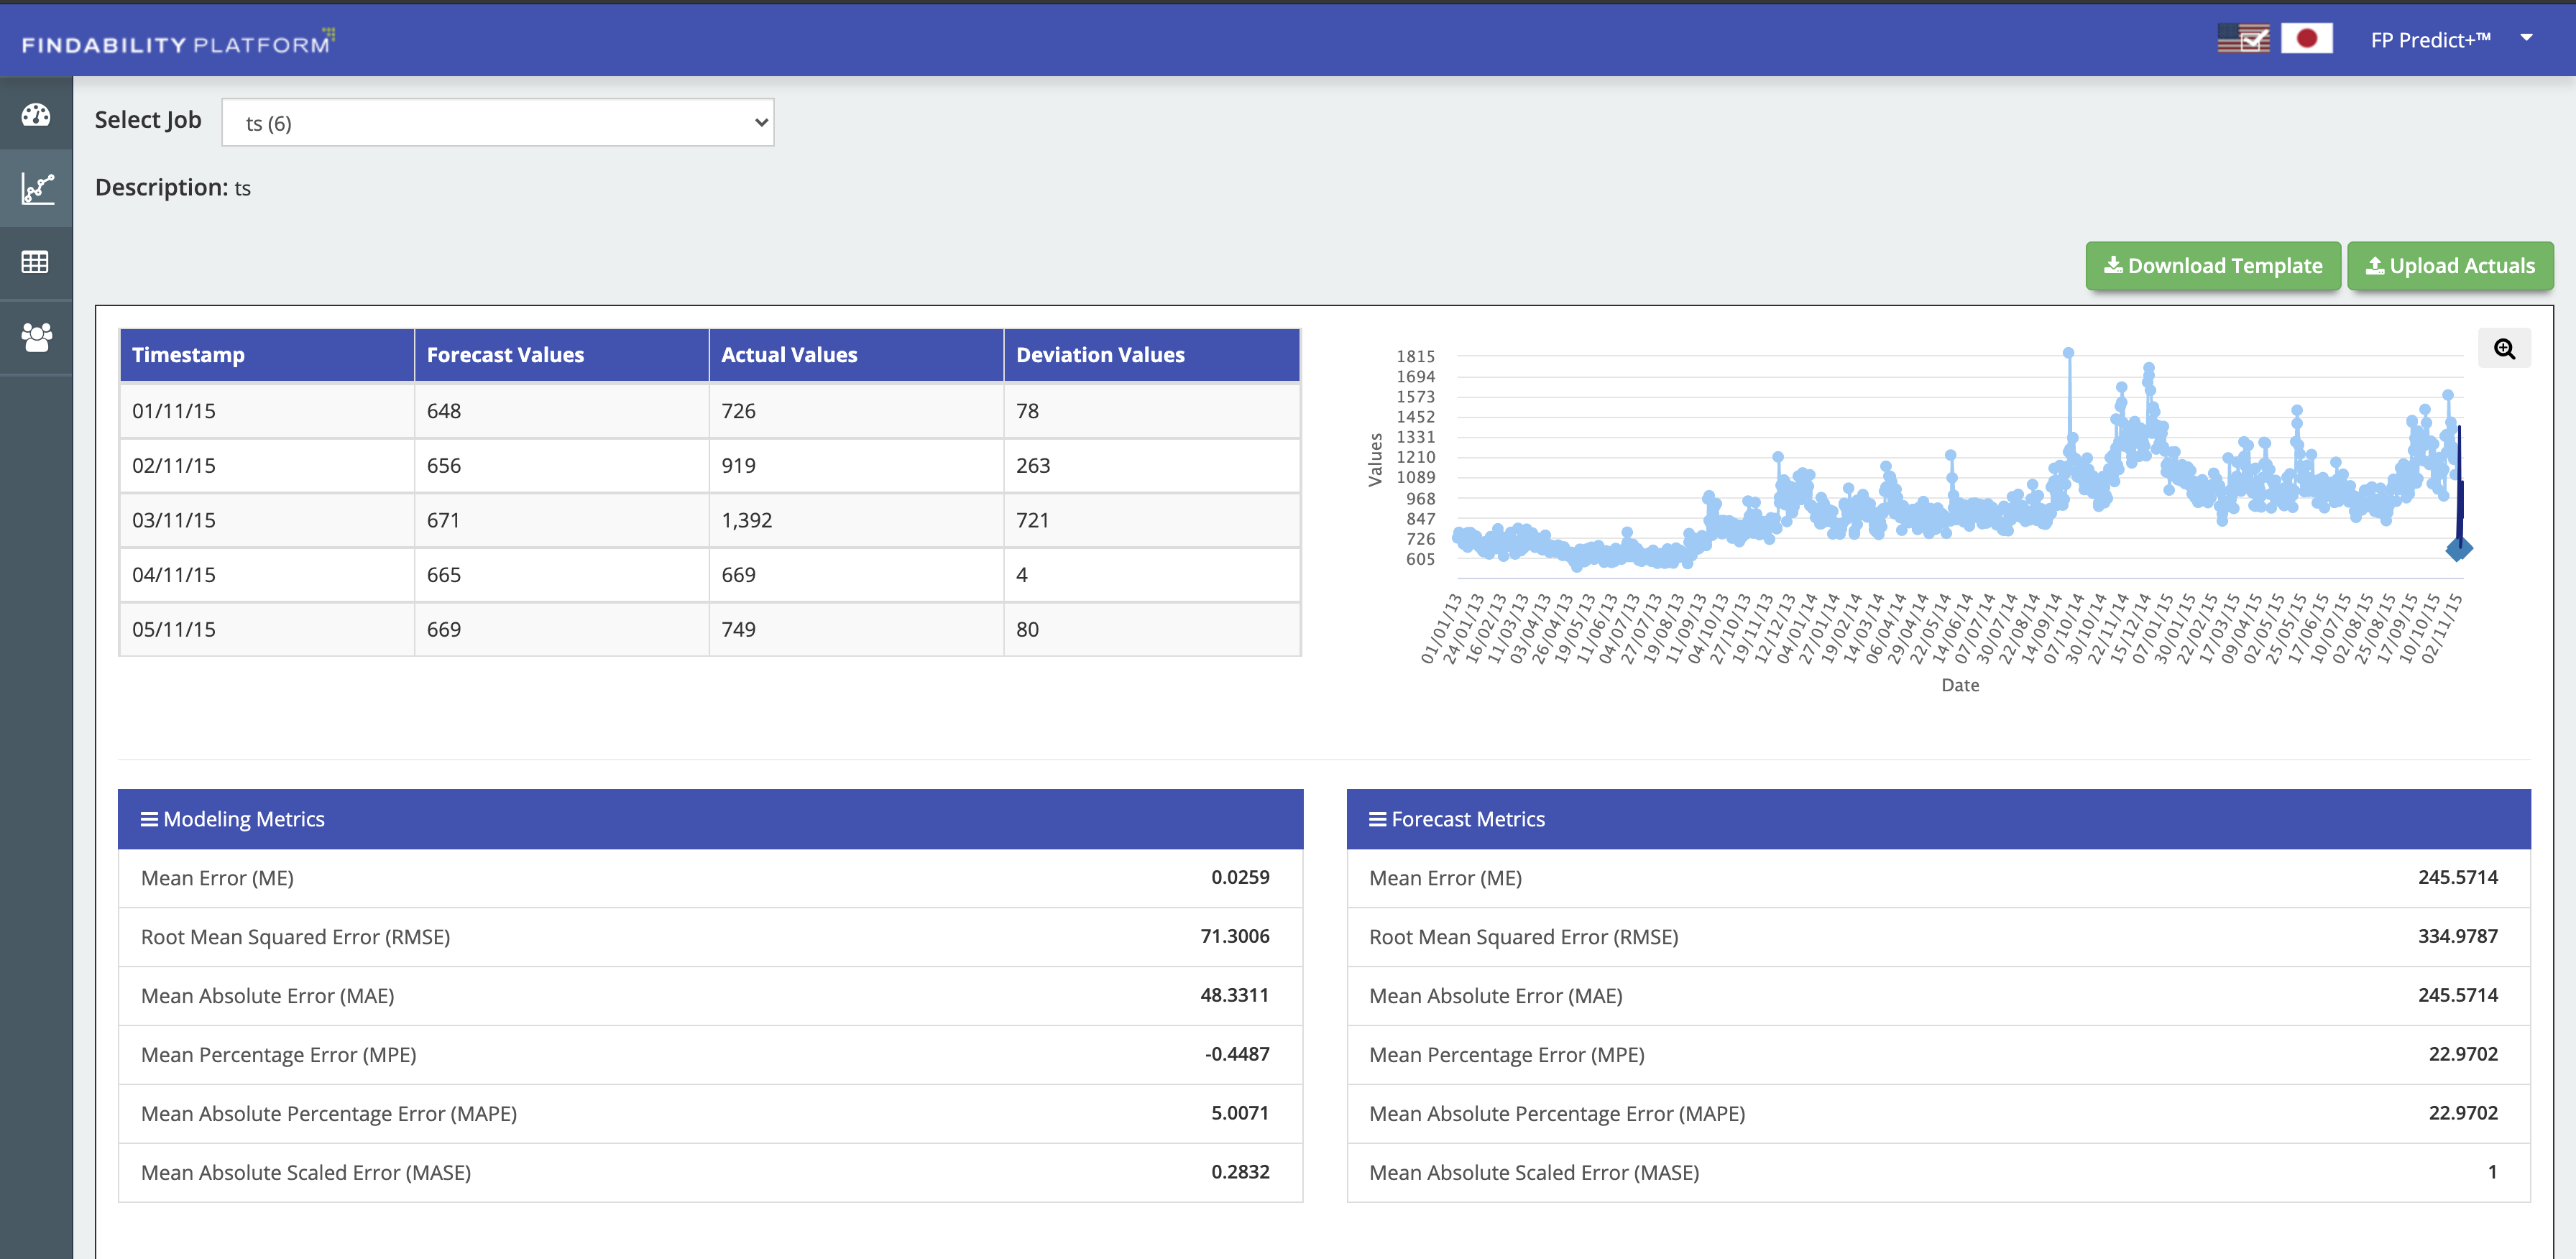 FINDABILITY PLATFORM
FP Predict+™
Select Job
ts (6)
Description: ts
Download Template
Upload Actuals
Timestamp Forecast Values Actual Values Deviation Values
01/11/15 648 726 78
02/11/15 656 919 263
03/11/15 671 1,392 721
04/11/15 665 669 4
05/11/15 669 749 80
Values
1815
1694
1573
1452
1331
1210
1089
968
847
726
605
01/01/13
24/01/13
16/02/13
11/03/13
03/04/13
26/04/13
19/05/13
11/06/13
04/07/13
27/07/13
19/08/13
11/09/13
04/10/13
27/10/13
19/11/13
12/12/13
04/01/14
27/01/14
19/02/14
14/03/14
06/04/14
29/04/14
22/05/14
14/06/14
07/07/14
30/07/14
22/08/14
14/09/14
07/10/14
30/10/14
22/11/14
15/12/14
07/01/15
30/01/15
22/02/15
17/03/15
09/04/15
02/05/15
25/05/15
17/06/15
10/07/15
02/08/15
25/08/15
17/09/15
10/10/15
02/11/15
Date
Modeling Metrics
Mean Error (ME) 0.0259
Root Mean Squared Error (RMSE) 71.3006
Mean Absolute Error (MAE) 48.3311
Mean Percentage Error (MPE) -0.4487
Mean Absolute Percentage Error (MAPE) 5.0071
Mean Absolute Scaled Error (MASE) 0.2832
Forecast Metrics
Mean Error (ME) 245.5714
Root Mean Squared Error (RMSE) 334.9787
Mean Absolute Error (MAE) 245.5714
Mean Percentage Error (MPE) 22.9702
Mean Absolute Percentage Error (MAPE) 22.9702
Mean Absolute Scaled Error (MASE) 1